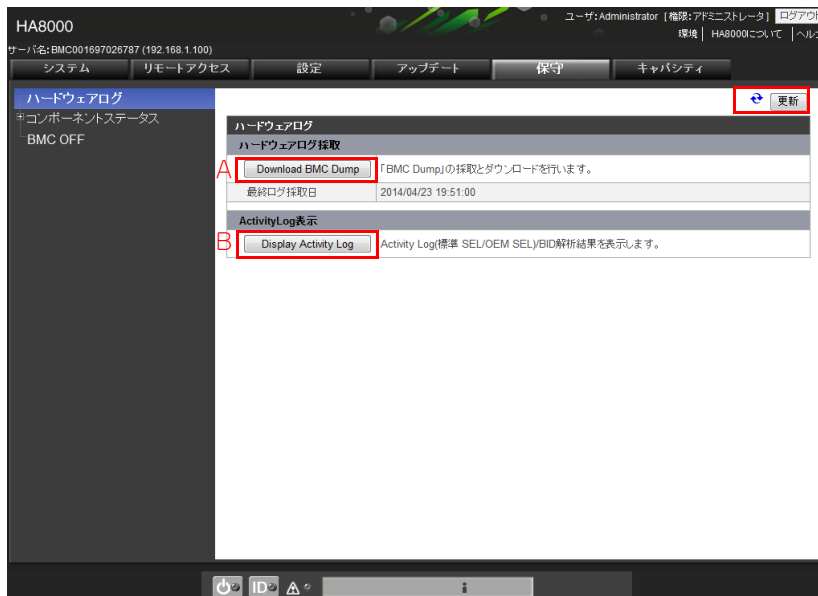 HA8000
ユーザ:Administrator [権限:アドミニストレータ] ログアウ
環境 | HA8000について | ヘル
サーバ名:BMC001697026787 (192.168.1.100)
システム リモートアクセス 設定 アップデート 保守 キャパシティ
ハードウェアログ
コンポーネントステータス
BMC OFF
更新
ハードウェアログ
ハードウェアログ採取
A Download BMC Dump 「BMC Dump」の採取とダウンロードを行います。
最終ログ採取日 2014/04/23 19:51:00
ActivityLog表示
B Display Activity Log Activity Log(標準 SEL/OEM SEL)/BID解析結果を表示します。
ID
i